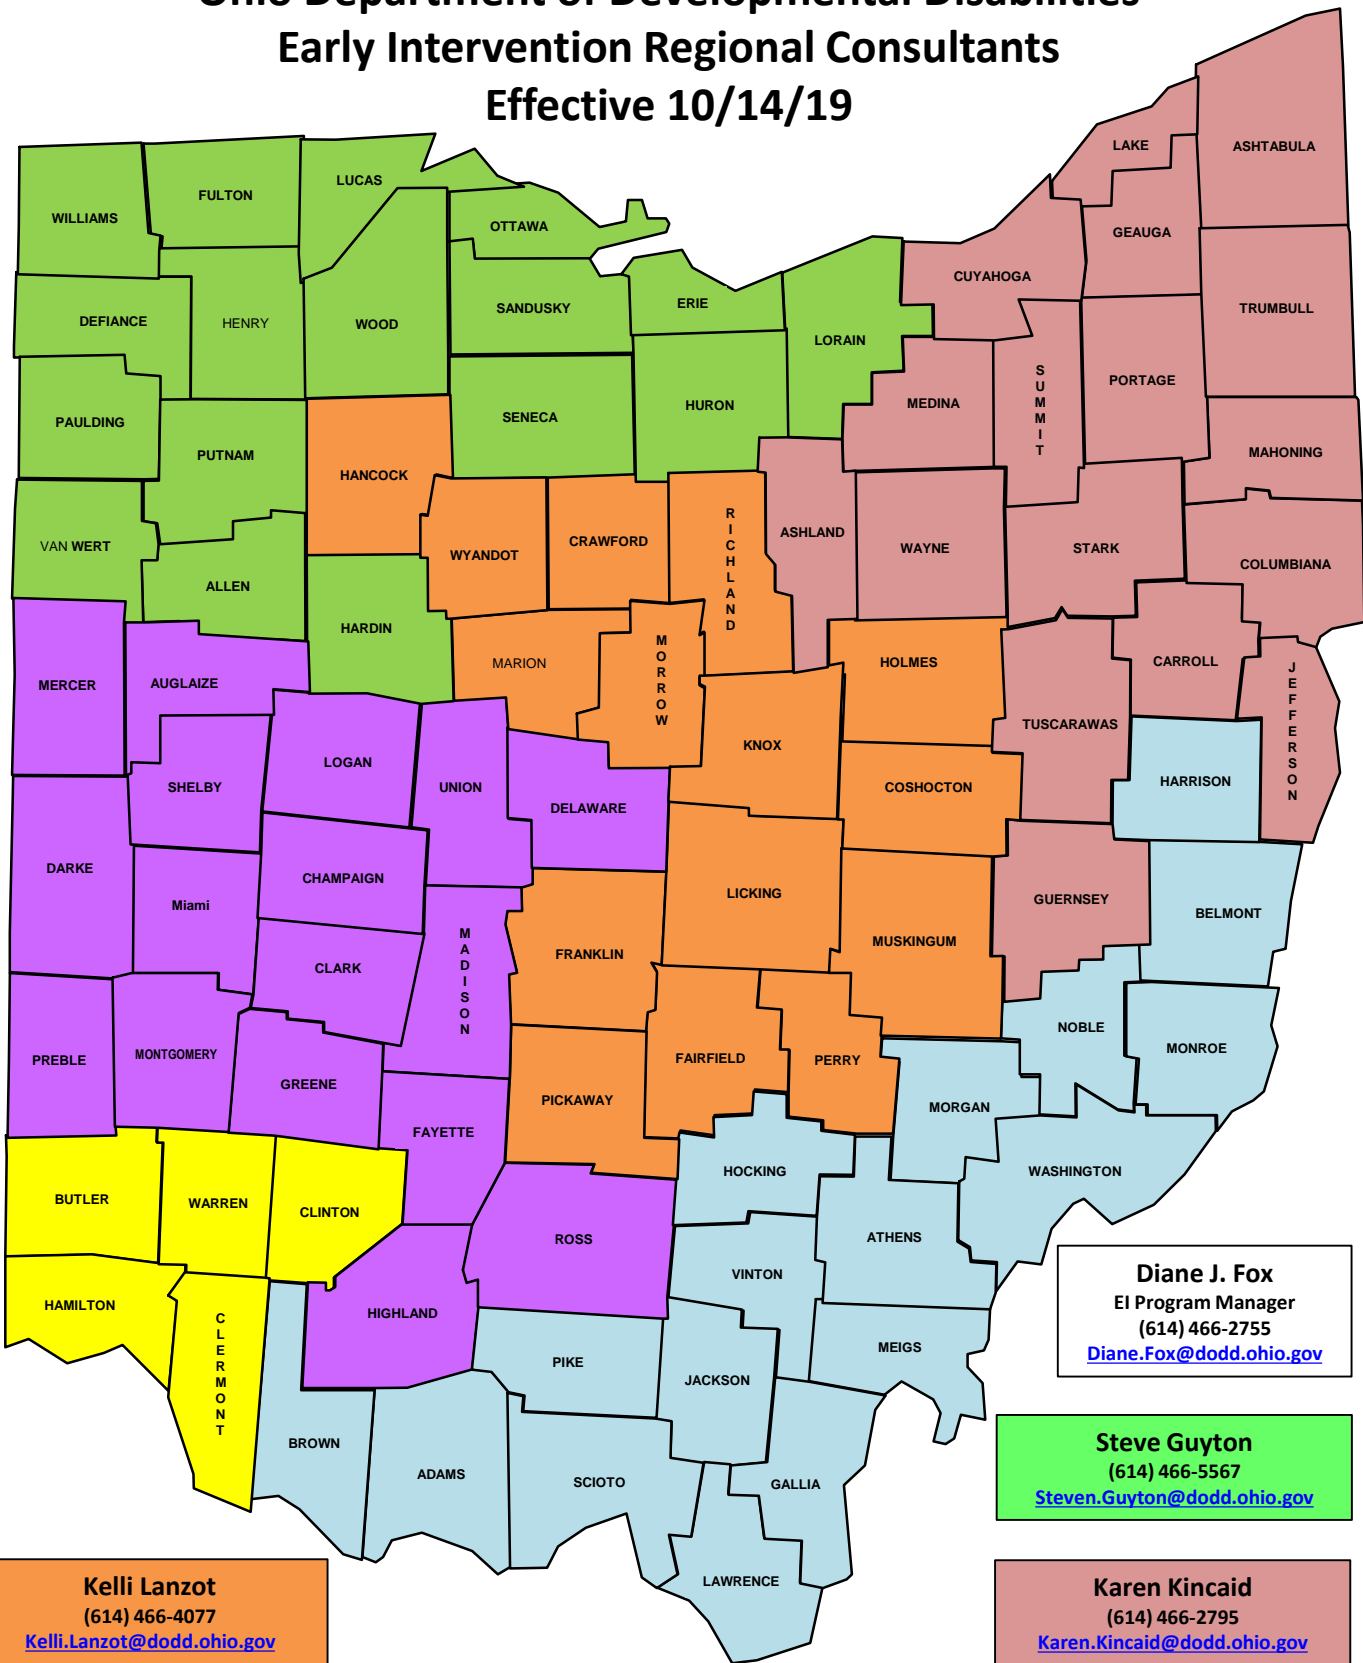 Ohio Department of Developmental Disabilities
Early Intervention Regional Consultants
Effective 10/14/19
LAKE
ASHTABULA
LUCAS
FULTON
WILLIAMS
OTTAWA
GEAUGA
CUYAHOGA
ERIE
SANDUSKY
TRUMBULL
DEFIANCE
HENRY
WOOD
LORAIN
PORTAGE
SUMMIT
MEDINA
HURON
SENECA
PAULDING
MAHONING
PUTNAM
HANCOCK
RICHLAND
ASHLAND
CRAWFORD
WYANDOT
VAN WERT
WAYNE
STARK
COLUMBIANA
ALLEN
HARDIN
MARION
MORROW
HOLMES
CARROLL
JEFFERSON
MERCER
AUGLAIZE
TUSCARAWAS
KNOX
LOGAN
HARRISON
SHELBY
UNION
COSHOCTON
DELAWARE
DARKE
CHAMPAIGN
LICKING
GUERNSEY
Miami
BELMONT
MUSKINGUM
MADISON
FRANKLIN
CLARK
NOBLE
MONROE
PREBLE
MONTGOMERY
FAIRFIELD
PERRY
GREENE
PICKAWAY
MORGAN
FAYETTE
HOCKING
WASHINGTON
BUTLER
WARREN
CLINTON
ROSS
ATHENS
VINTON
HAMILTON
HIGHLAND
CLERMONT
MEIGS
PIKE
JACKSON
BROWN
ADAMS
SCIOTO
GALLIA
LAWRENCE
Diane J. Fox
EI Program Manager
(614) 466-2755
Diane.Fox@dodd.ohio.gov
Steve Guyton
(614) 466-5567
Steven.Guyton@dodd.ohio.gov
Kelli Lanzot
(614) 466-4077
Kelli.Lanzot@dodd.ohio.gov
Karen Kincaid
(614) 466-2795
Karen.Kincaid@dodd.ohio.gov